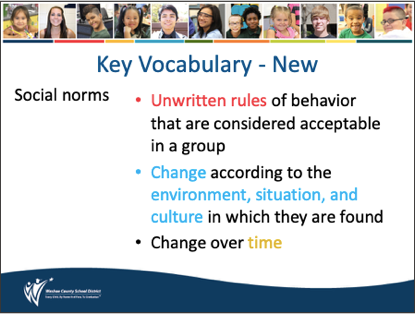 Key Vocabulary - New
Social norms
• Unwritten rules of behavior
that are considered acceptable
in a group
• Change according to the
environment, situation, and
culture in which they are found
• Change over time
Washoe County School District